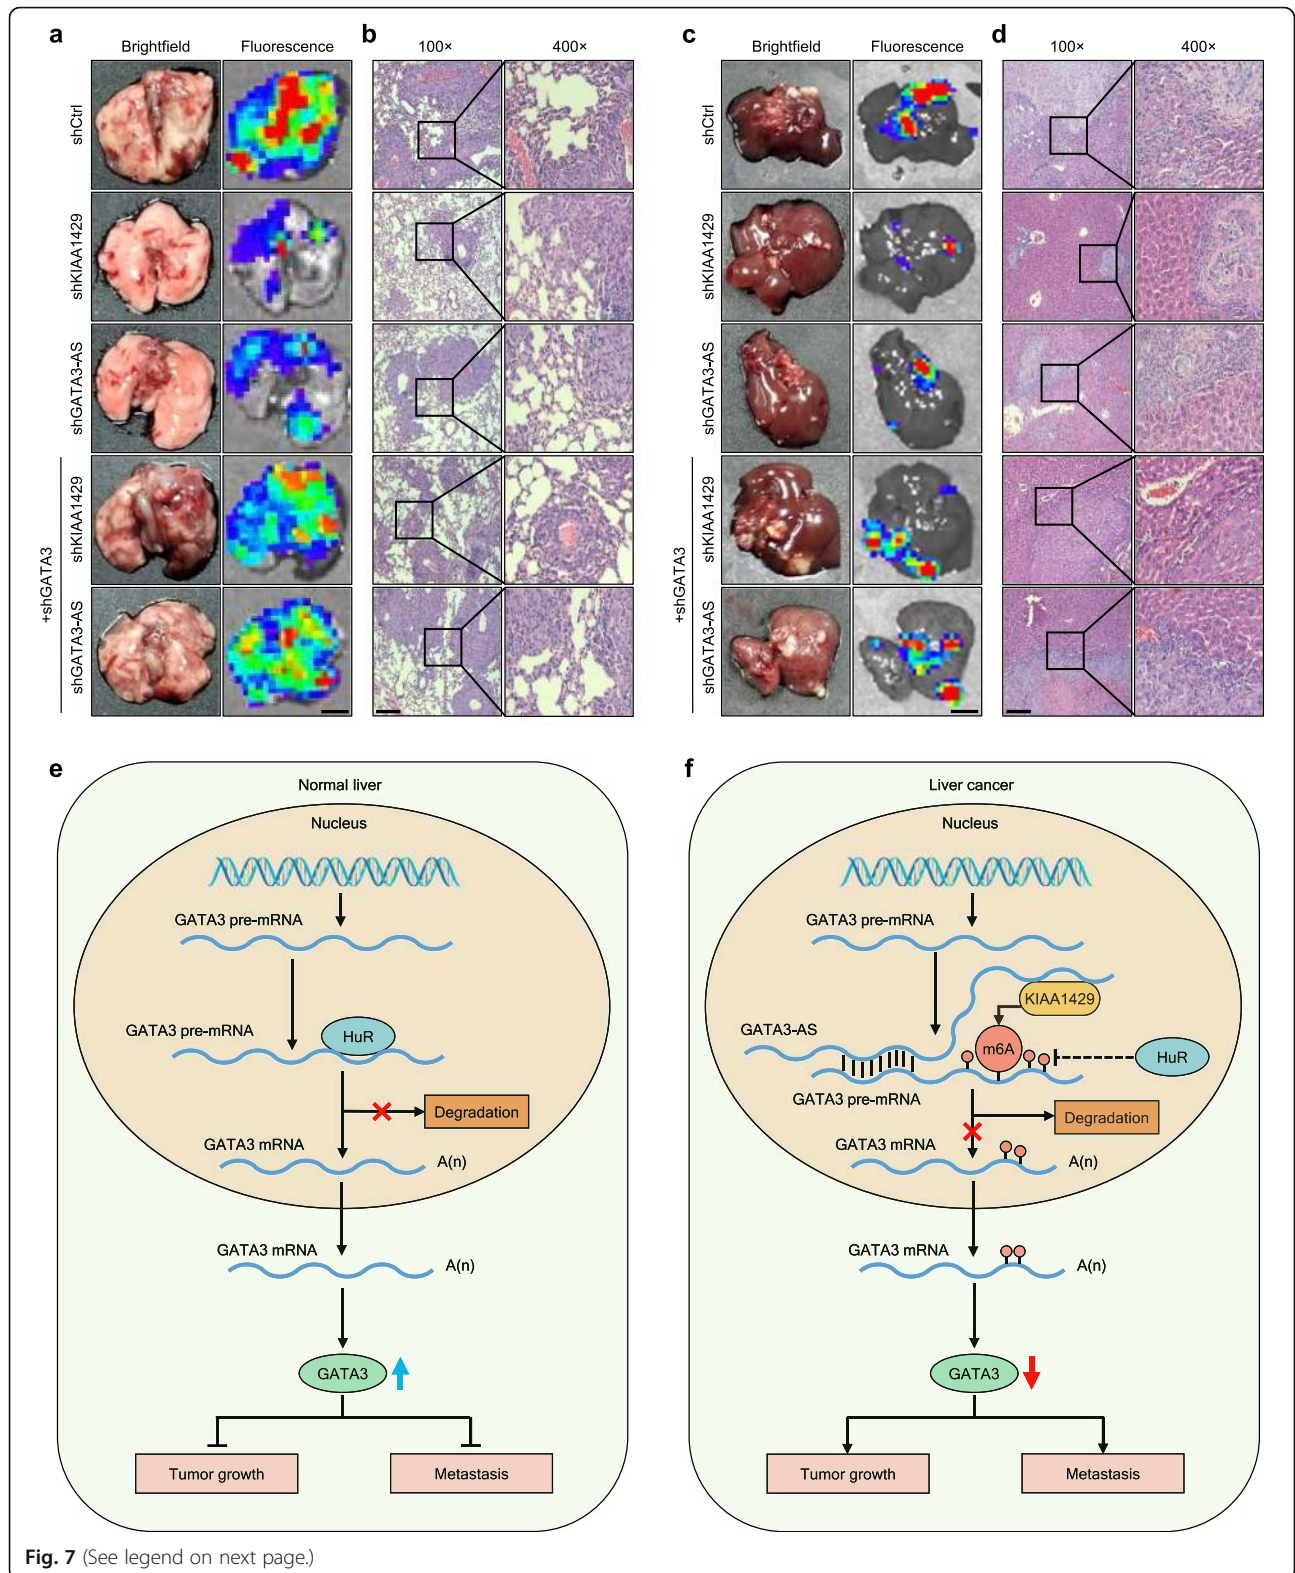 a
Brightfield Fluorescence
b
100× 400×
c
Brightfield Fluorescence
d
100× 400×
shCtrl
shKIAA1429
shGATA3-AS
+shGATA3
shKIAA1429
shGATA3-AS
shCtrl
shKIAA1429
shGATA3-AS
+shGATA3
shKIAA1429
shGATA3-AS
e
Normal liver
Nucleus
GATA3 pre-mRNA
GATA3 pre-mRNA
HuR
Degradation
GATA3 mRNA
A(n)
GATA3 mRNA
A(n)
GATA3
Tumor growth
Metastasis
f
Liver cancer
Nucleus
GATA3 pre-mRNA
KIAA1429
GATA3-AS
m6A
HuR
GATA3 pre-mRNA
Degradation
GATA3 mRNA
A(n)
GATA3 mRNA
A(n)
GATA3
Tumor growth
Metastasis
Fig. 7 (See legend on next page.)